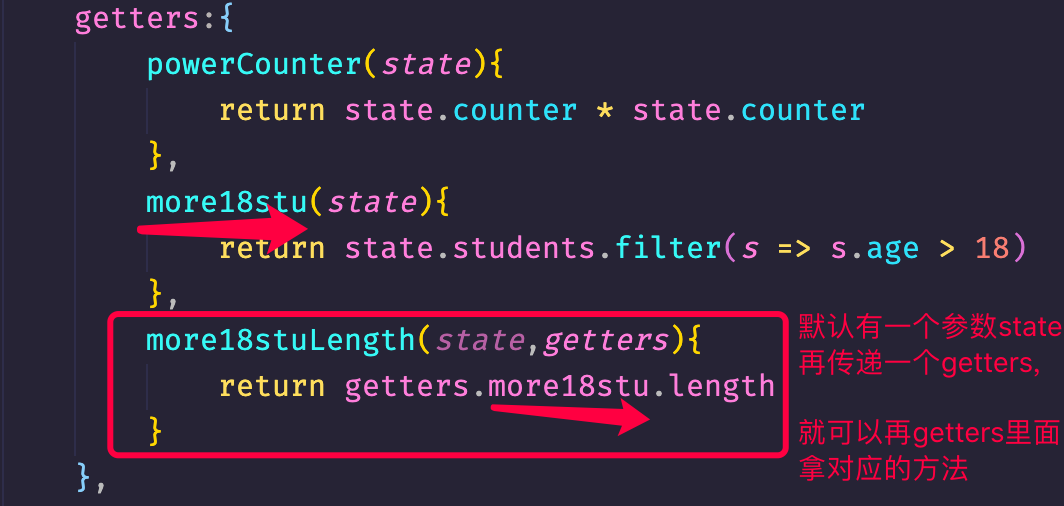 getters:{
powerCounter(state){
return state.counter * state.counter
},
more18stu(state){
return state.students.filter(s => s.age > 18)
},
more18stuLength(state,getters){
return getters.more18stu.length
}
},
默认有一个参数state
再传递一个getters,
就可以再getters里面
拿对应的方法